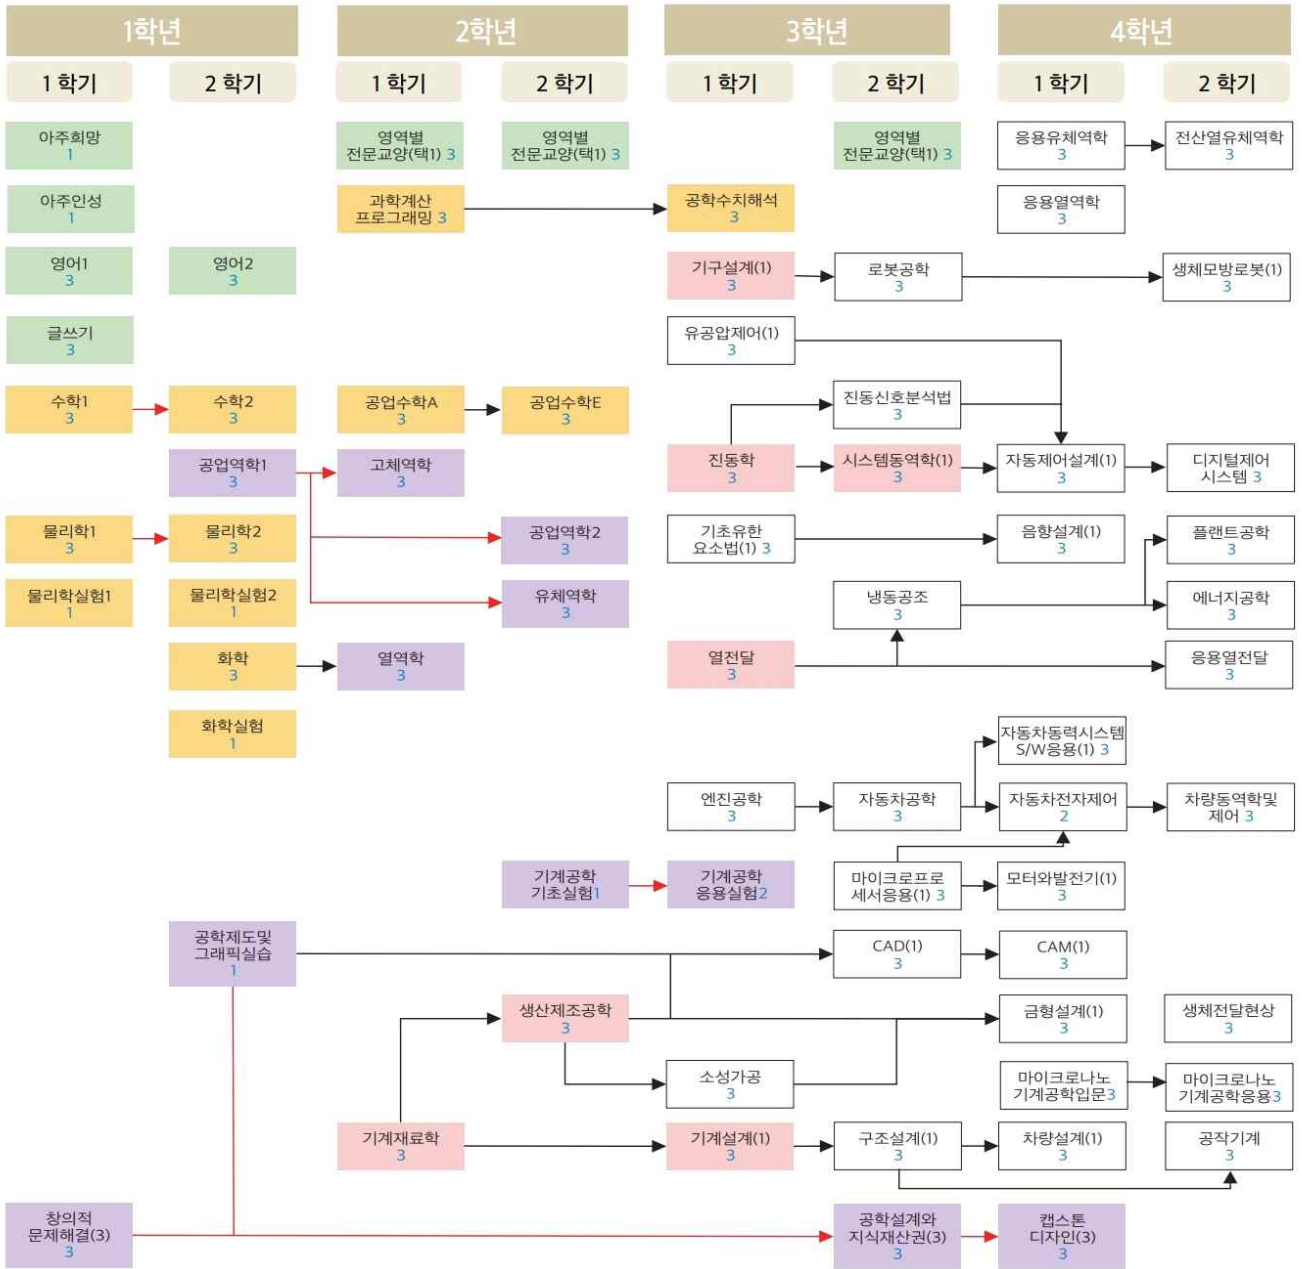 1학년
2학년
3학년
4학년
1 학기
2 학기
1 학기
2 학기
1 학기
2 학기
1 학기
2 학기
아주희망
1
영역별
전문교양(택1) 3
영역별
전문교양(택1) 3
영역별
전문교양(택1) 3
응용유체역학
3
전산열유체역학
3
아주인성
1
과학계산
프로그래밍 3
공학수치해석
3
응용열역학
3
영어1
3
영어2
3
기구설계(1)
3
로봇공학
3
생체모방로봇(1)
3
글쓰기
3
유공압제어(1)
3
수학1
3
수학2
3
공업수학A
3
공업수학E
3
진동신호분석법
3
공업역학1
3
고체역학
3
진동학
3
시스템동역학(1)
3
자동제어설계(1)
3
디지털제어
시스템 3
물리학1
3
물리학2
3
공업역학2
3
기초유한
요소법(1) 3
음향설계(1)
3
플랜트공학
3
물리학실험1
1
물리학실험2
1
유체역학
3
냉동공조
3
에너지공학
3
화학
3
열역학
3
열전달
3
응용열전달
3
화학실험
1
자동차동력시스템
S/W응용(1) 3
엔진공학
3
자동차공학
3
자동차전자제어
2
차량동역학및
제어 3
기계공학
기초실험1
기계공학
응용실험2
마이크로프로
세서응용(1) 3
모터와발전기(1)
3
공학제도및
그래픽실습
1
CAD(1)
3
CAM(1)
3
생산제조공학
3
금형설계(1)
3
생체전달현상
3
소성가공
3
마이크로나노
기계공학입문3
마이크로나노
기계공학응용3
기계재료학
3
기계설계(1)
3
구조설계(1)
3
차량설계(1)
3
공작기계
3
창의적
문제해결(3)
3
공학설계와
지식재산권(3)
3
캡스톤
디자인(3)
3